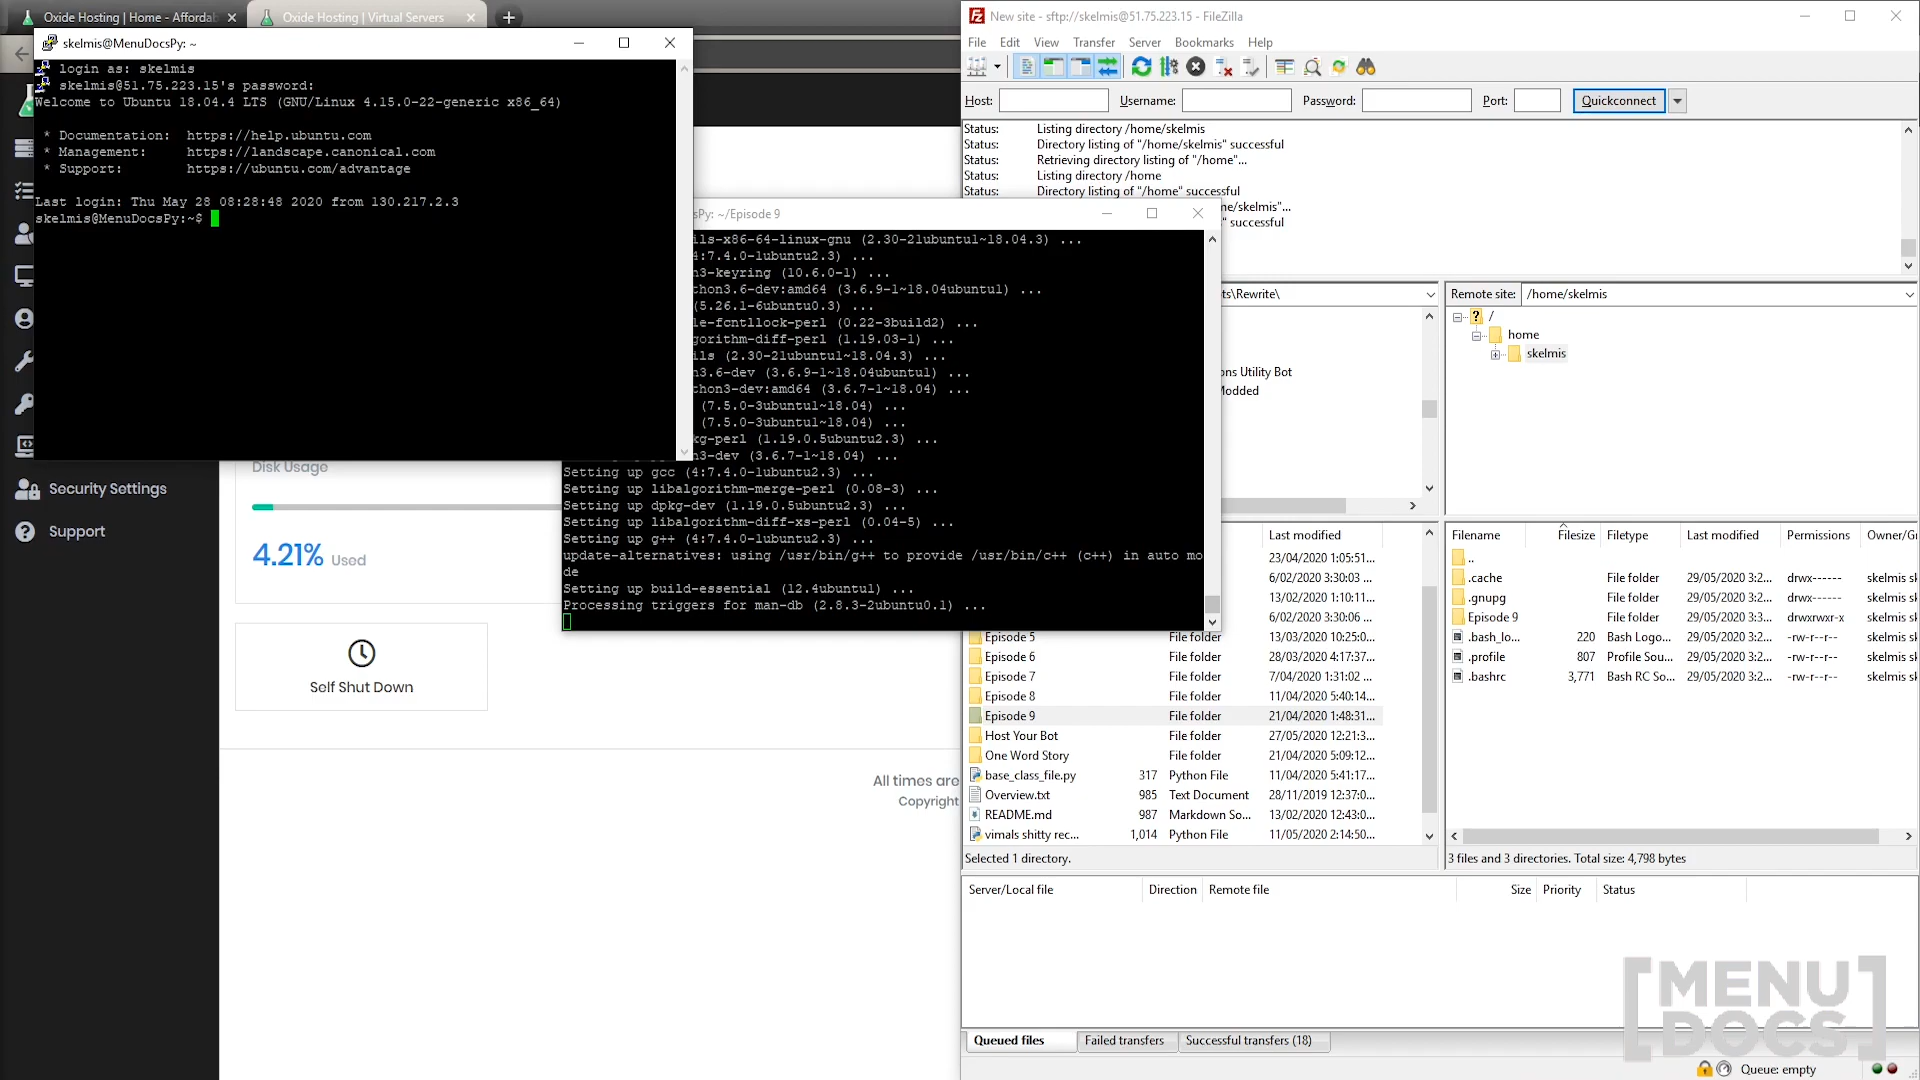 Oxide Hosting | Home - Affordab
Oxide Hosting | Virtual Servers
skelmis@MenuDocsPy: ~
login as: skelmis
skelmis@51.75.223.15's password:
Welcome to Ubuntu 18.04.4 LTS (GNU/Linux 4.15.0-22-generic x86_64)
* Documentation:  https://help.ubuntu.com
* Management:     https://landscape.canonical.com
* Support:        https://ubuntu.com/advantage
Last login: Thu May 28 08:28:48 2020 from 130.217.2.3
skelmis@MenuDocsPy:~$
sPy: ~/Episode 9
ils-x86-64-linux-gnu (2.30-21ubuntu1~18.04.3) ...
4:7.4.0-1ubuntu2.3) ...
n3-keyring (10.6.0-1) ...
thon3.6-dev:amd64 (3.6.9-1~18.04ubuntu1) ...
(5.26.1-6ubuntu0.3) ...
le-fcntllock-perl (0.22-3build2) ...
gorithm-diff-perl (1.19.03-1) ...
ils (2.30-21ubuntu1~18.04.3) ...
n3.6-dev (3.6.9-1~18.04ubuntu1) ...
thon3-dev:amd64 (3.6.7-1~18.04) ...
(7.5.0-3ubuntu1~18.04) ...
(7.5.0-3ubuntu1~18.04) ...
kg-perl (1.19.0.5ubuntu2.3) ...
n3-dev (3.6.7-1~18.04) ...
Setting up gcc (4:7.4.0-1ubuntu2.3) ...
Setting up libalgorithm-merge-perl (0.08-3) ...
Setting up dpkg-dev (1.19.0.5ubuntu2.3) ...
Setting up libalgorithm-diff-xs-perl (0.04-5) ...
Setting up g++ (4:7.4.0-1ubuntu2.3) ...
update-alternatives: using /usr/bin/g++ to provide /usr/bin/c++ (c++) in auto mo
de
Setting up build-essential (12.4ubuntu1) ...
Processing triggers for man-db (2.8.3-2ubuntu0.1) ...
Disk Usage
4.21% Used
Security Settings
Support
Self Shut Down
All times are
Copyright
New site - sftp://skelmis@51.75.223.15 - FileZilla
File Edit View Transfer Server Bookmarks Help
Host: Username: Password: Port: Quickconnect
Status: Listing directory /home/skelmis
Status: Directory listing of "/home/skelmis" successful
Status: Retrieving directory listing of "/home"...
Status: Listing directory /home
Status: Directory listing of "/home" successful
e/skelmis"...
s" successful
ts\Rewrite\
ons Utility Bot
Modded
Remote site: /home/skelmis
/
home
skelmis
Last modified
23/04/2020 1:05:51...
6/02/2020 3:30:03 ...
13/02/2020 1:10:11...
6/02/2020 3:30:06 ...
Episode 5 File folder 13/03/2020 10:25:0...
Episode 6 File folder 28/03/2020 4:17:37...
Episode 7 File folder 7/04/2020 1:31:02 ...
Episode 8 File folder 11/04/2020 5:40:14...
Episode 9 File folder 21/04/2020 1:48:31...
Host Your Bot File folder 27/05/2020 12:21:3...
One Word Story File folder 21/04/2020 5:09:12...
base_class_file.py 317 Python File 11/04/2020 5:41:17...
Overview.txt 985 Text Document 28/11/2019 12:37:0...
README.md 987 Markdown So... 13/02/2020 12:43:0...
vimals shitty rec... 1,014 Python File 11/05/2020 2:14:50...
Selected 1 directory.
Filename Filesize Filetype Last modified Permissions Owner/Gr
..
.cache File folder 29/05/2020 3:2... drwx------ skelmis sk
.gnupg File folder 29/05/2020 3:2... drwx------ skelmis sk
Episode 9 File folder 29/05/2020 3:3... drwxrwxr-x skelmis sk
.bash_lo... 220 Bash Logo... 29/05/2020 3:2... -rw-r--r-- skelmis sk
.profile 807 Profile Sou... 29/05/2020 3:2... -rw-r--r-- skelmis sk
.bashrc 3,771 Bash RC So... 29/05/2020 3:2... -rw-r--r-- skelmis sk
3 files and 3 directories. Total size: 4,798 bytes
Server/Local file Direction Remote file Size Priority Status
Queued files Failed transfers Successful transfers (18)
Queue: empty
[MENU
DOCS]